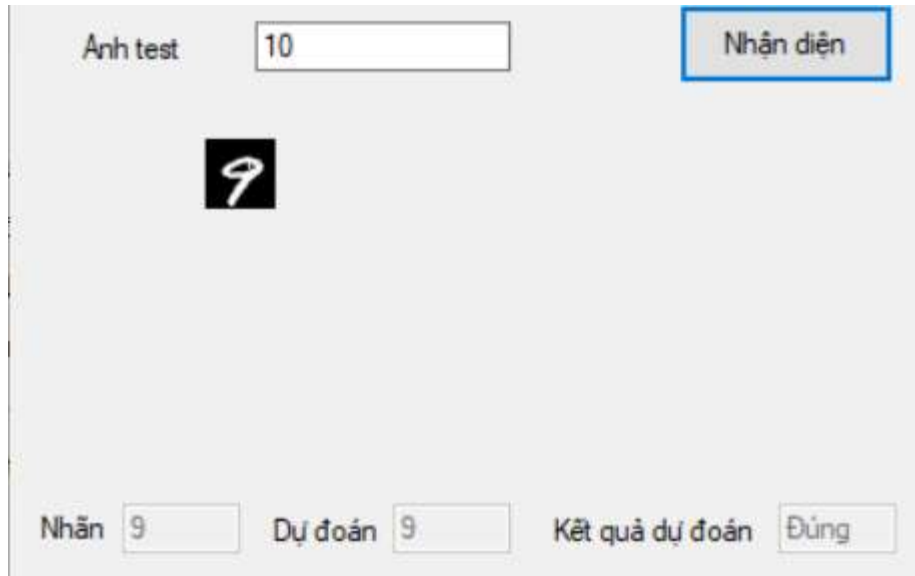 Ảnh test 10 Nhận diện
9
Nhãn 9 Dự đoán 9 Kết quả dự đoán Đúng